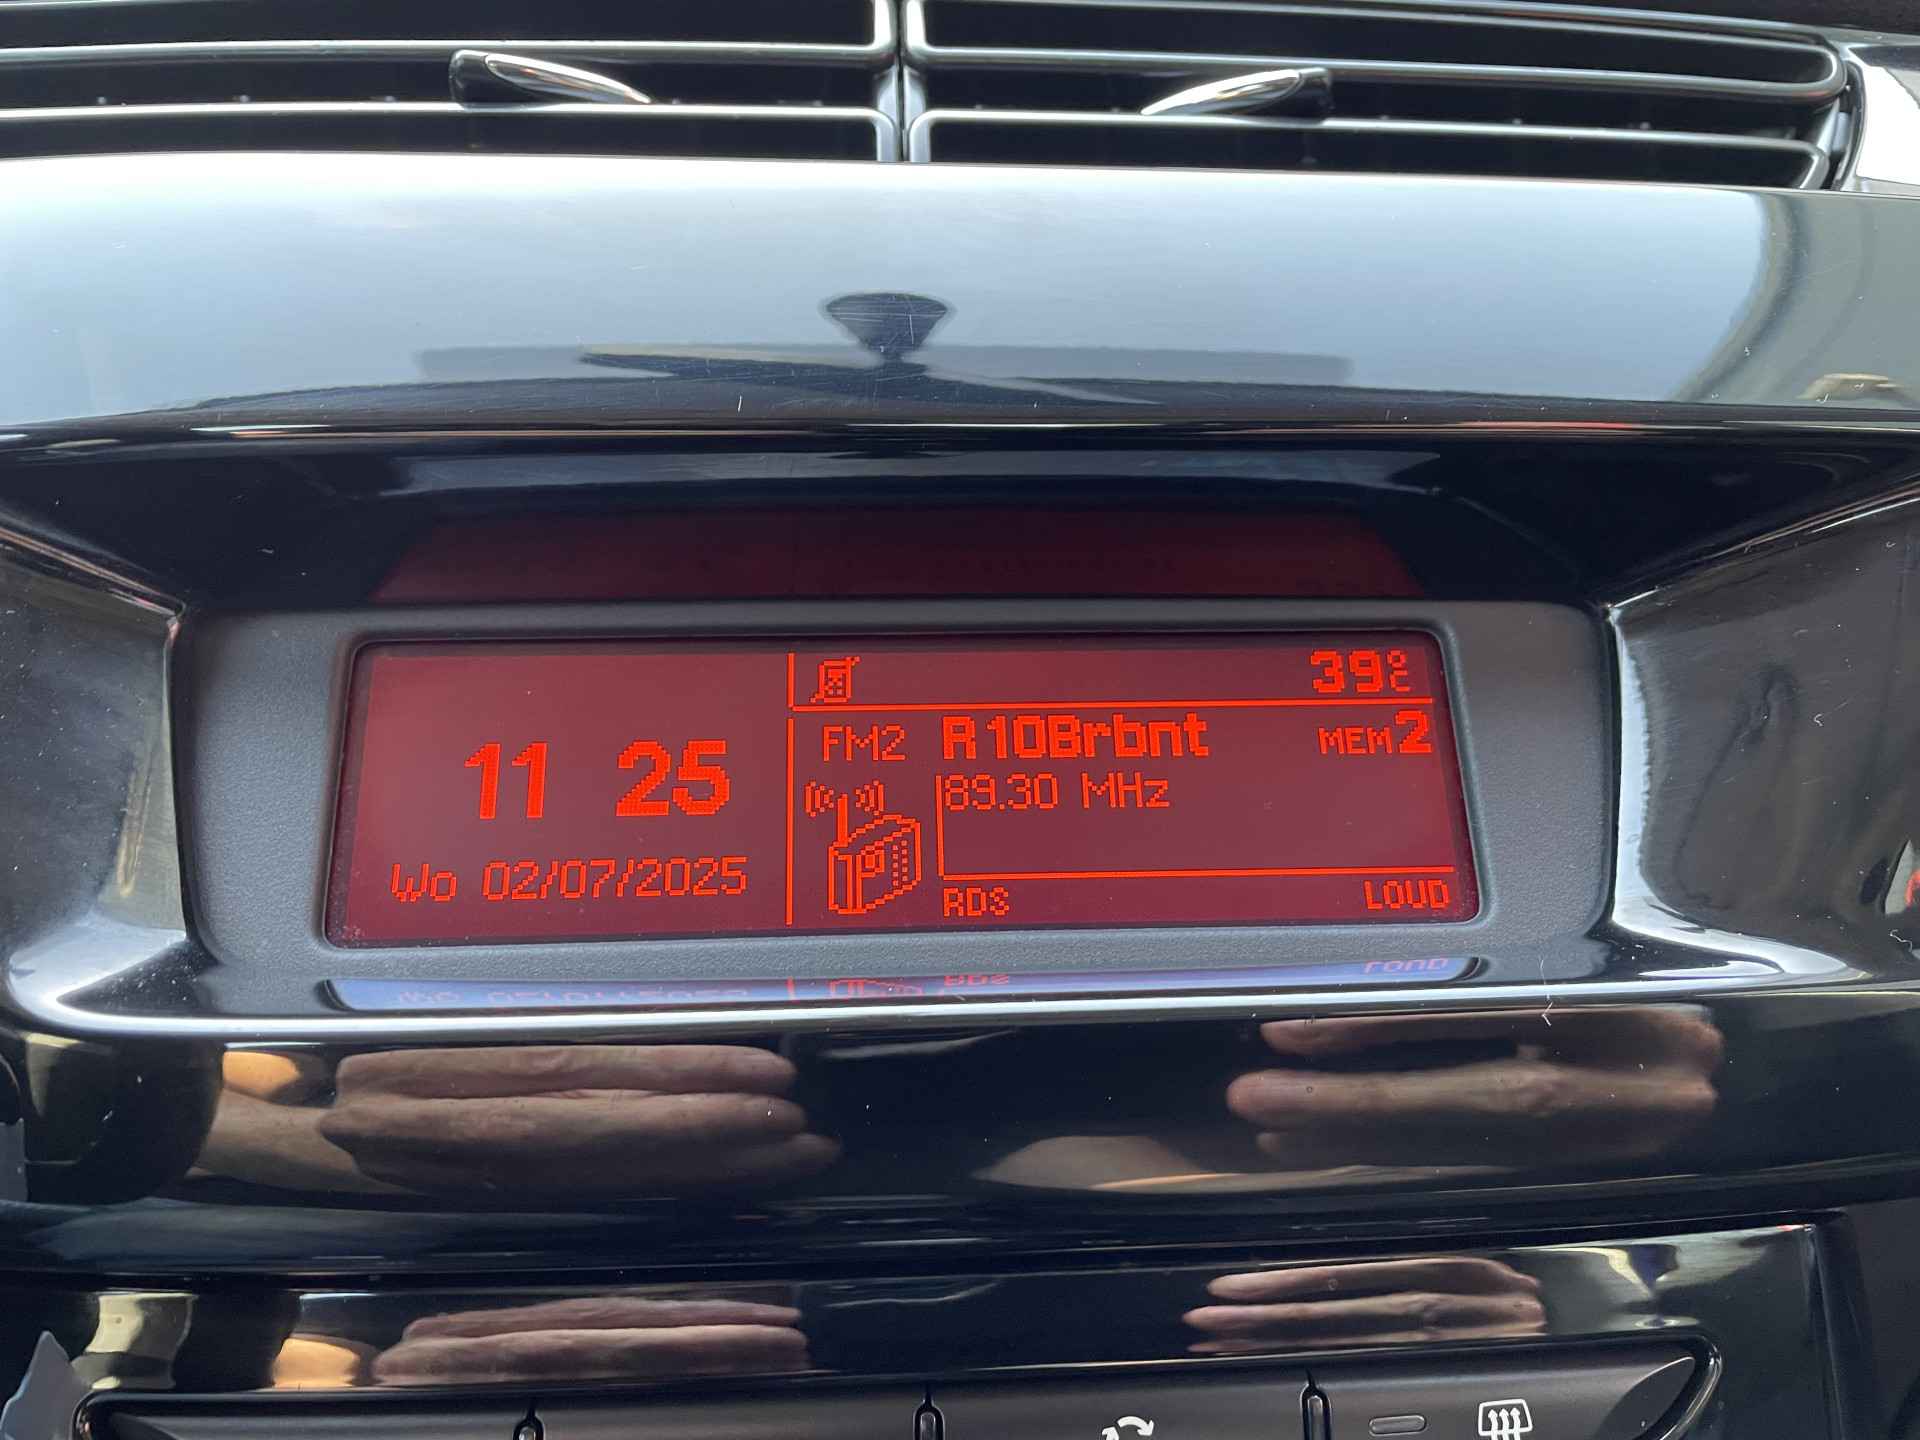 39°C
11 25
FM2 R10Brbnt MEM2
89.30 MHz
Wo 02/07/2025
RDS LOUD